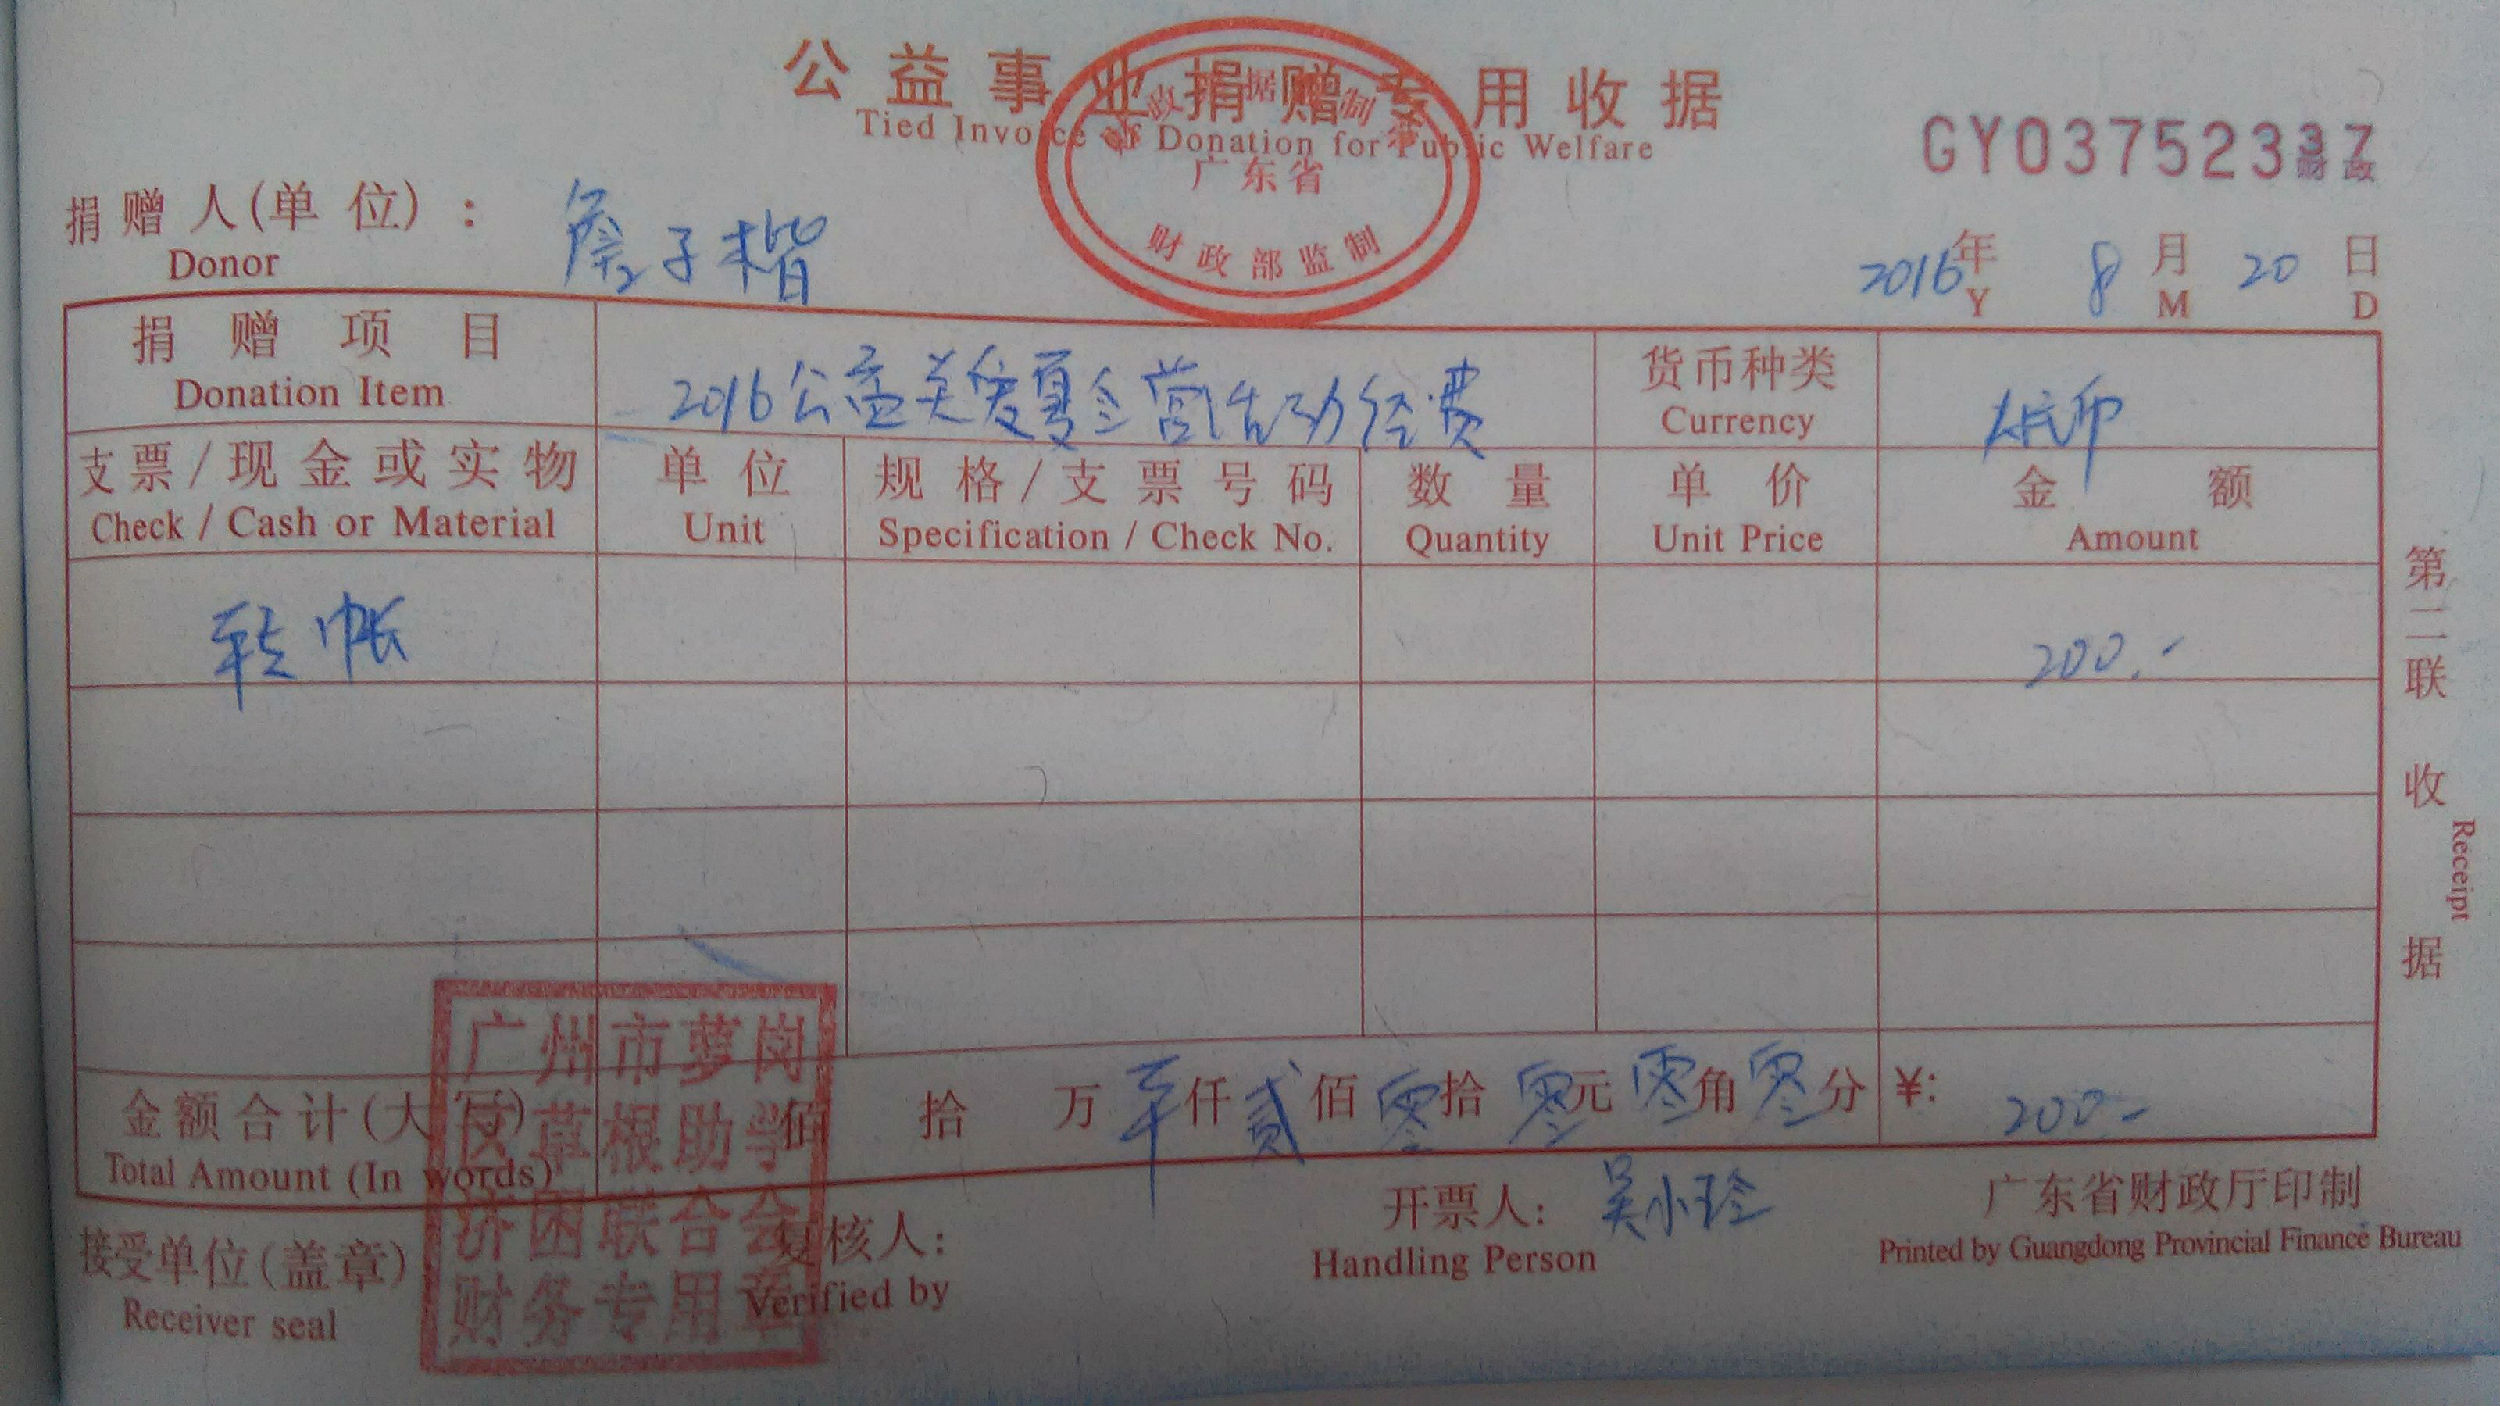 公益事业捐赠专用收据
Tied Invoice of Donation for Public Welfare
广东省
财政部监制
GY03752337
财政
捐赠人(单位): 子楷
Donor
2016年 8月 20日
Y M D
捐赠项目 2016公益关爱夏令营活动经费 货币种类 人民币
Donation Item Currency
支票/现金或实物 单位 规格/支票号码 数量 单价 金额
Check / Cash or Material Unit Specification / Check No. Quantity Unit Price Amount
转帐 200.-
金额合计(大写) 佰 拾 万 仟 贰 佰 零 拾 零 元 零 角 零 分 ¥: 200-
Total Amount (In words)
接受单位(盖章) 复核人: 开票人: 吴小玲 广东省财政厅印制
Receiver seal Verified by Handling Person Printed by Guangdong Provincial Finance Bureau
广州市萝岗
区草根助学
济困联合会
财务专用章
第二联 收据
Receipt